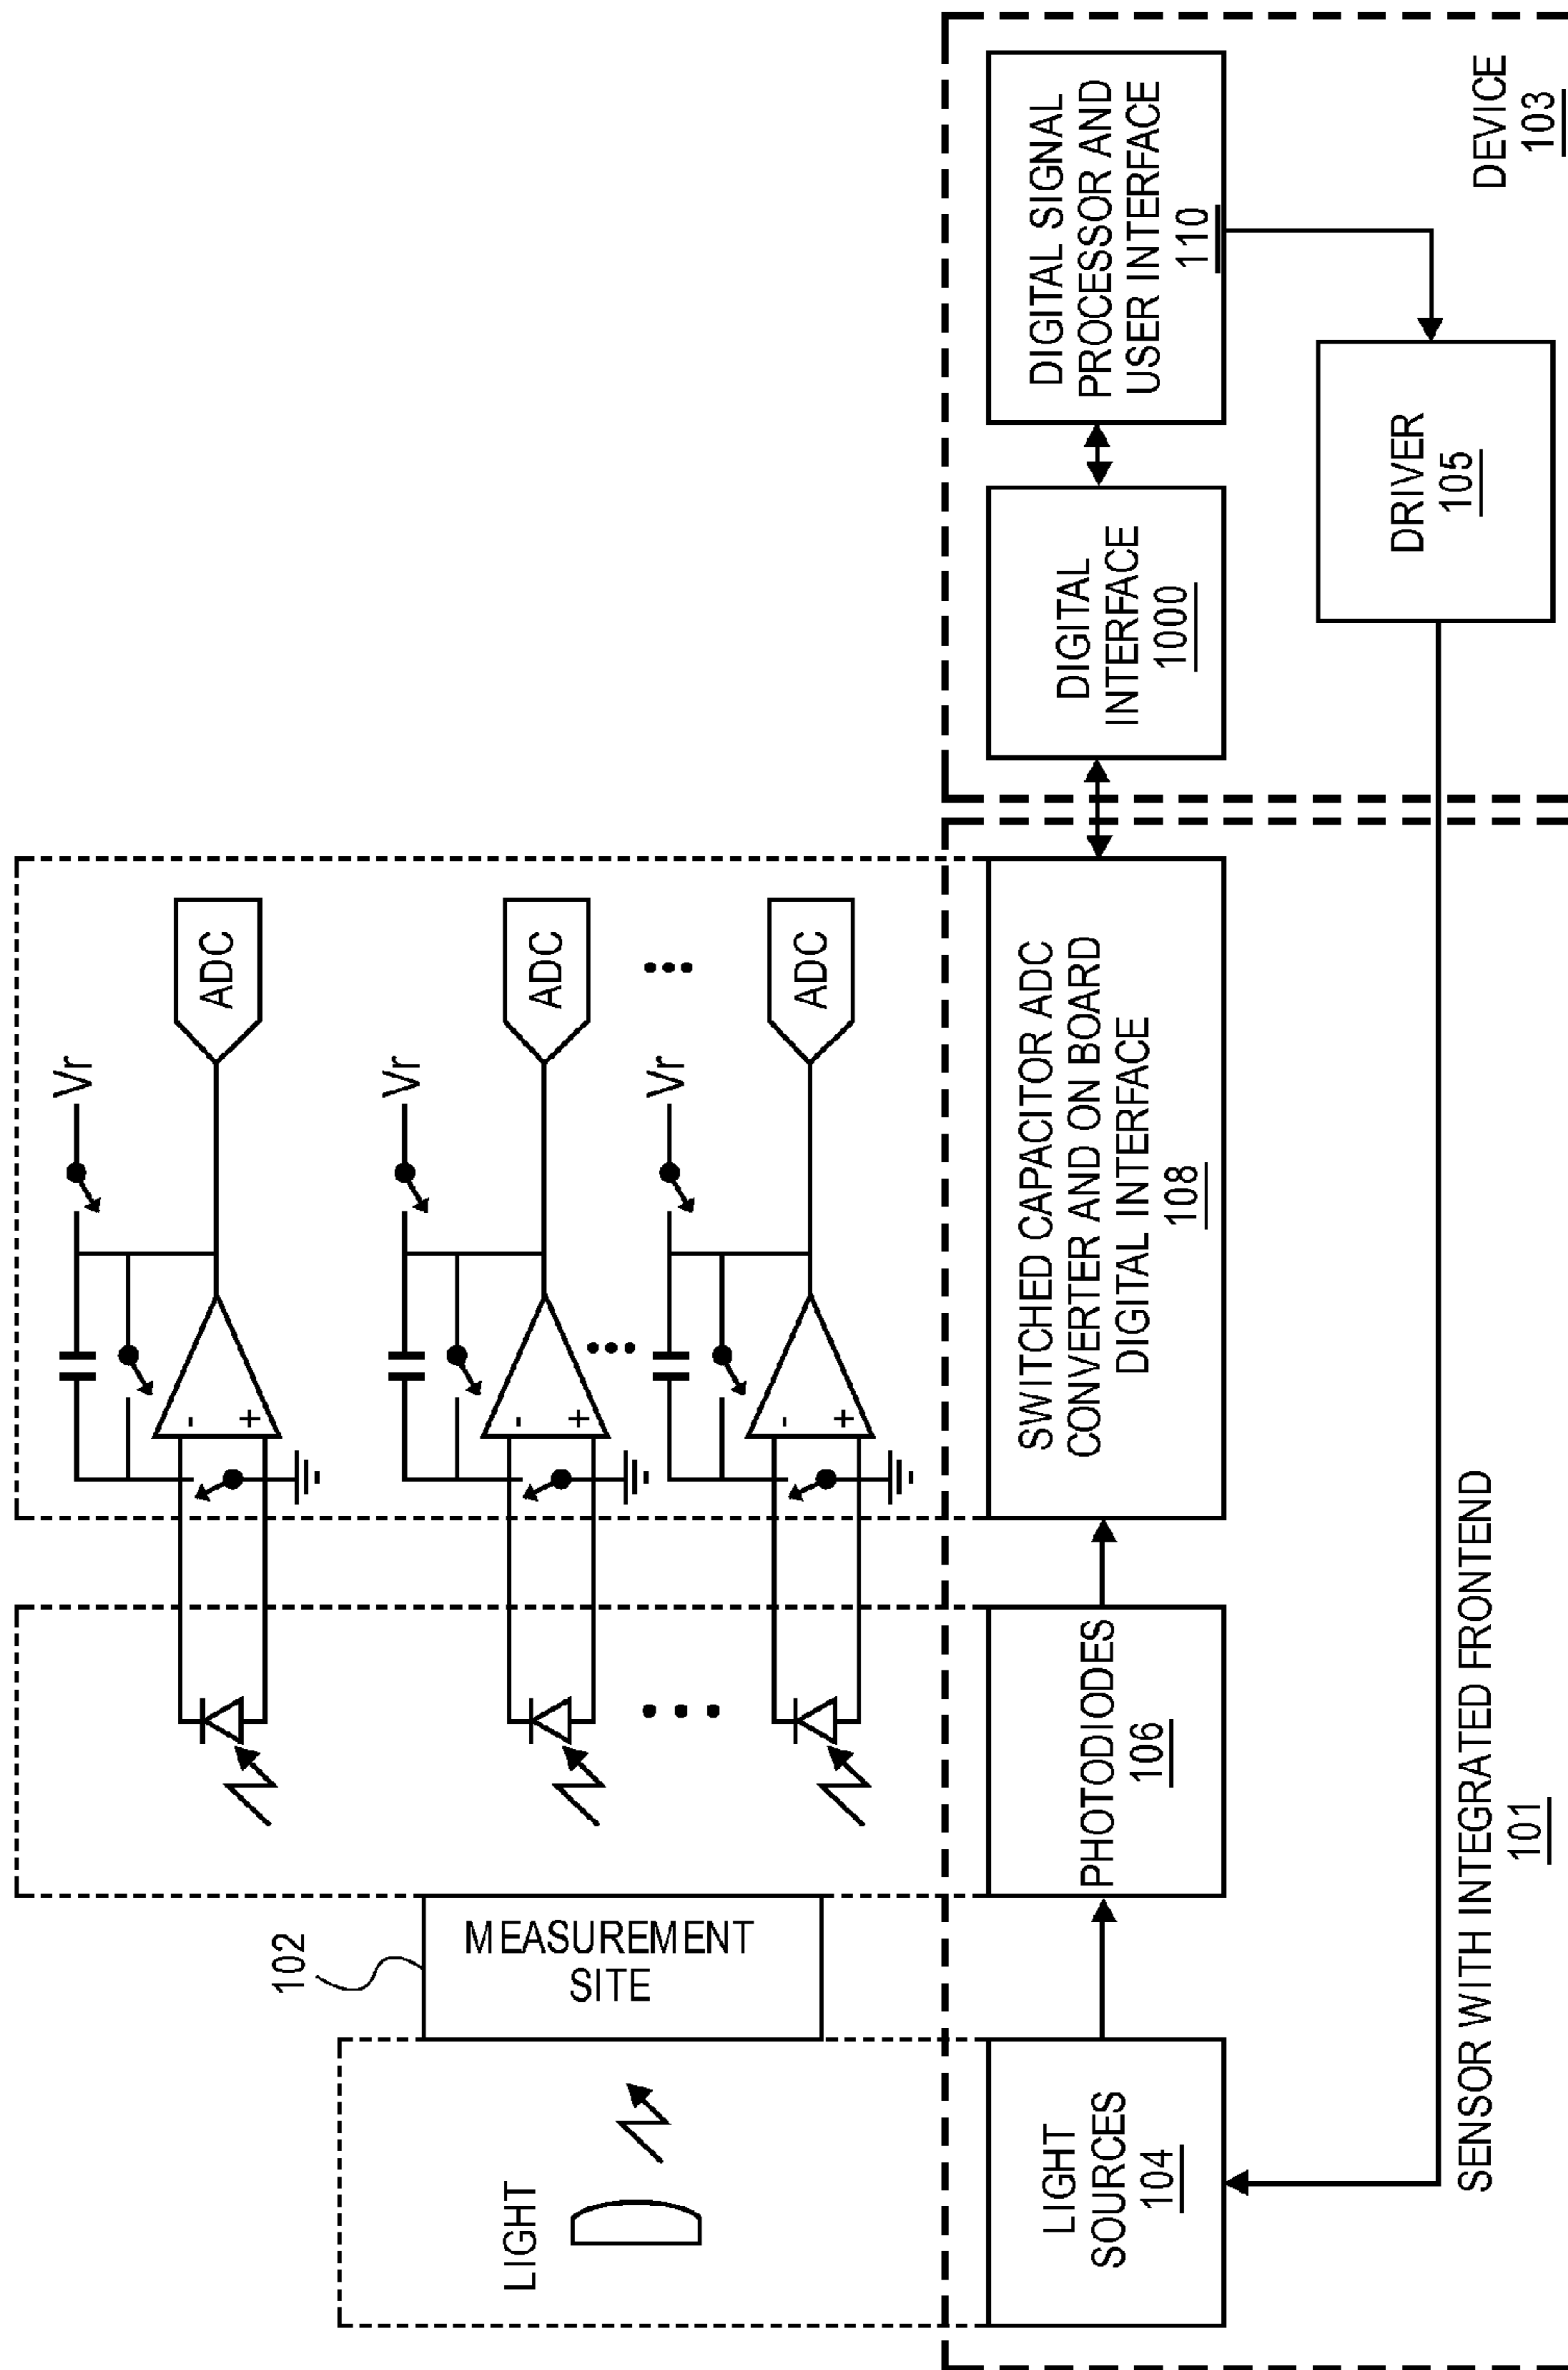 Vr
ADC
Vr
ADC
Vr
ADC
-
+
-
+
-
+
102
LIGHT
MEASUREMENT
SITE
LIGHT
SOURCES
104
PHOTODIODES
106
SWITCHED CAPACITOR ADC
CONVERTER AND ON BOARD
DIGITAL INTERFACE
108
DIGITAL
INTERFACE
1000
DIGITAL SIGNAL
PROCESSOR AND
USER INTERFACE
110
DRIVER
105
SENSOR WITH INTEGRATED FRONTEND
101
DEVICE
103